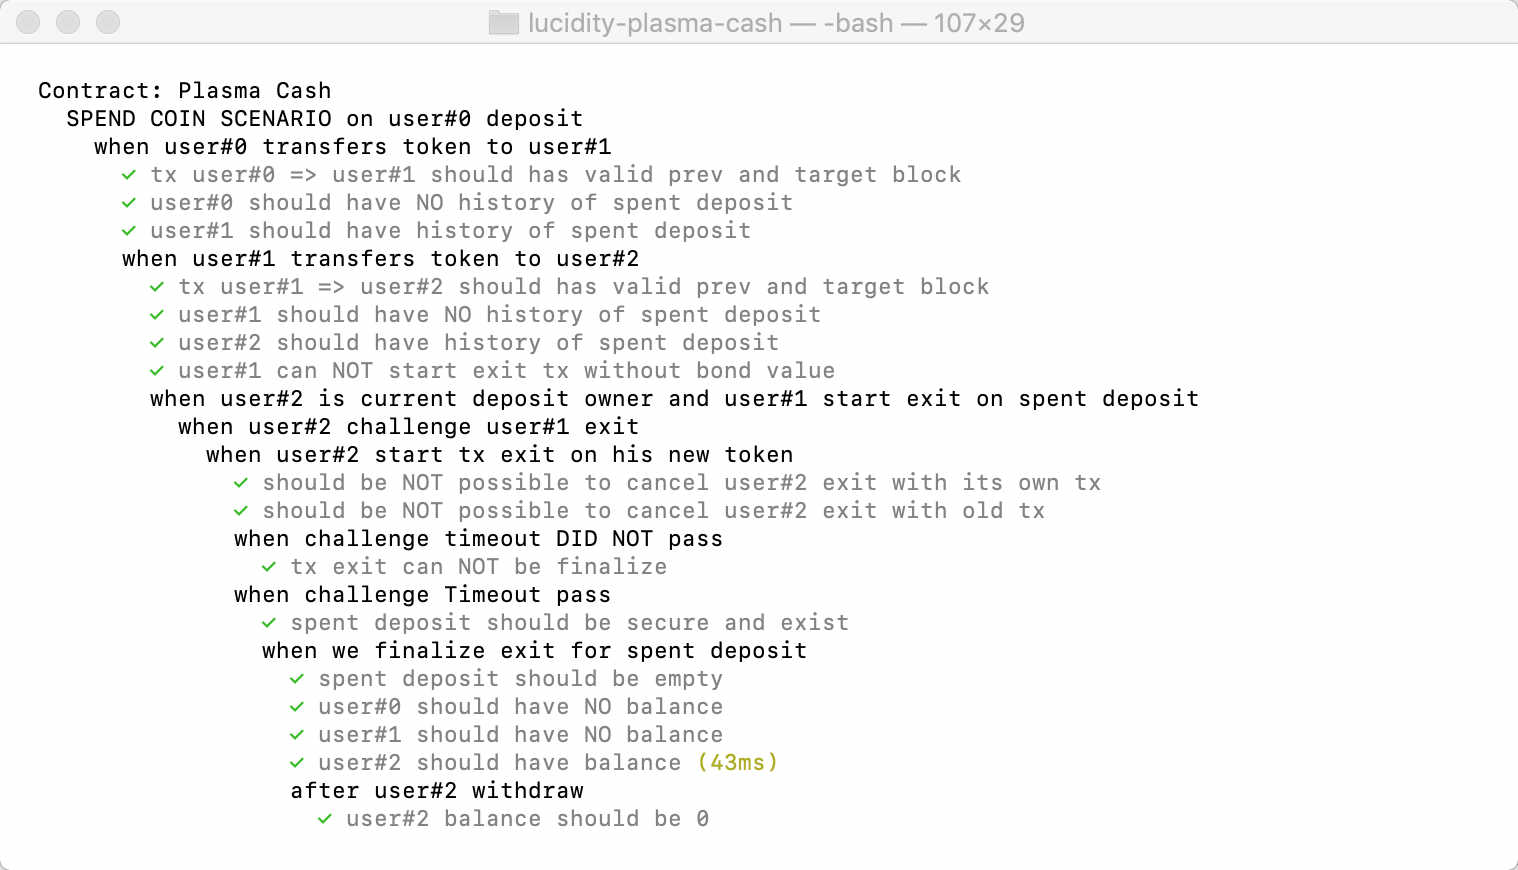 lucidity-plasma-cash — -bash — 107×29
Contract: Plasma Cash
SPEND COIN SCENARIO on user#0 deposit
when user#0 transfers token to user#1
✓ tx user#0 => user#1 should has valid prev and target block
✓ user#0 should have NO history of spent deposit
✓ user#1 should have history of spent deposit
when user#1 transfers token to user#2
✓ tx user#1 => user#2 should has valid prev and target block
✓ user#1 should have NO history of spent deposit
✓ user#2 should have history of spent deposit
✓ user#1 can NOT start exit tx without bond value
when user#2 is current deposit owner and user#1 start exit on spent deposit
when user#2 challenge user#1 exit
when user#2 start tx exit on his new token
✓ should be NOT possible to cancel user#2 exit with its own tx
✓ should be NOT possible to cancel user#2 exit with old tx
when challenge timeout DID NOT pass
✓ tx exit can NOT be finalize
when challenge Timeout pass
✓ spent deposit should be secure and exist
when we finalize exit for spent deposit
✓ spent deposit should be empty
✓ user#0 should have NO balance
✓ user#1 should have NO balance
✓ user#2 should have balance (43ms)
after user#2 withdraw
✓ user#2 balance should be 0